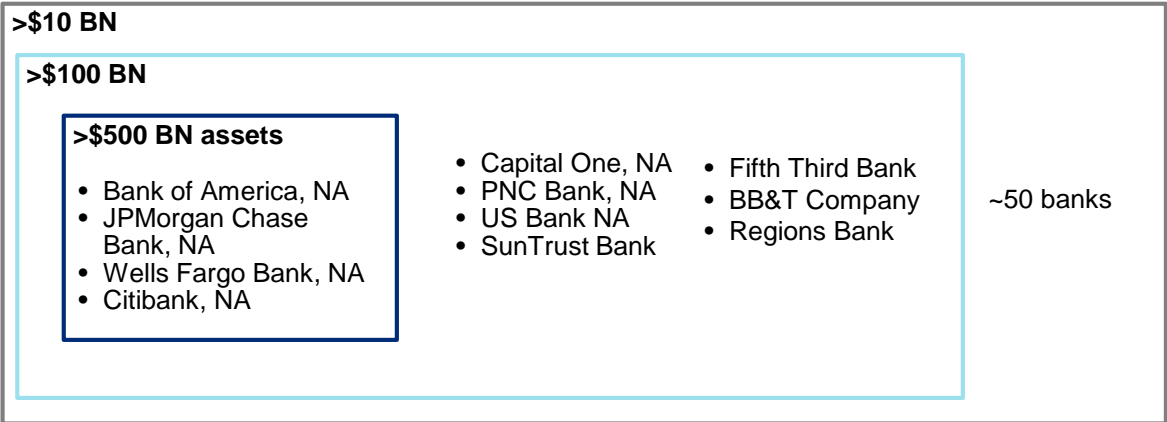 >$10 BN
>$100 BN
>$500 BN assets
• Bank of America, NA
• JPMorgan Chase
Bank, NA
• Wells Fargo Bank, NA
• Citibank, NA
• Capital One, NA
• PNC Bank, NA
• US Bank NA
• SunTrust Bank
• Fifth Third Bank
• BB&T Company
• Regions Bank
~50 banks